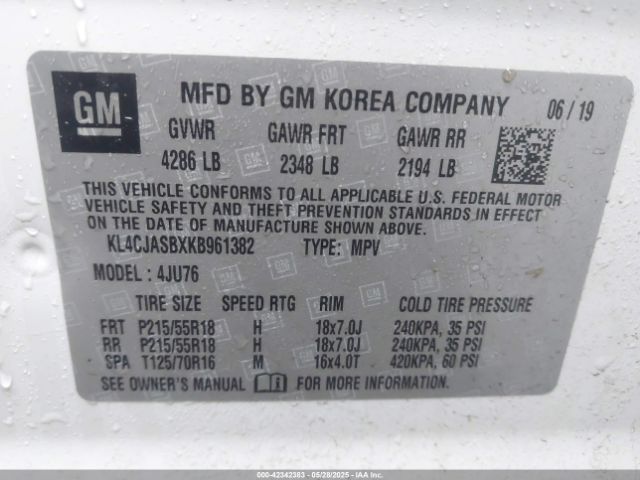 GM
MFD BY GM KOREA COMPANY 06 / 19
GVWR GAWR FRT GAWR RR
4286 LB 2348 LB 2194 LB
THIS VEHICLE CONFORMS TO ALL APPLICABLE U.S. FEDERAL MOTOR
VEHICLE SAFETY AND THEFT PREVENTION STANDARDS IN EFFECT
ON THE DATE OF MANUFACTURE SHOWN ABOVE.
KL4CJASBXKB961382 TYPE: MPV
MODEL : 4JU76
TIRE SIZE SPEED RTG RIM COLD TIRE PRESSURE
FRT P215/55R18 H 18x7.0J 240KPA, 35 PSI
RR P215/55R18 H 18x7.0J 240KPA, 35 PSI
SPA T125/70R16 M 16x4.0T 420KPA, 60 PSI
SEE OWNER'S MANUAL FOR MORE INFORMATION.
000-42342383 - 05/28/2025 - COPART.COM